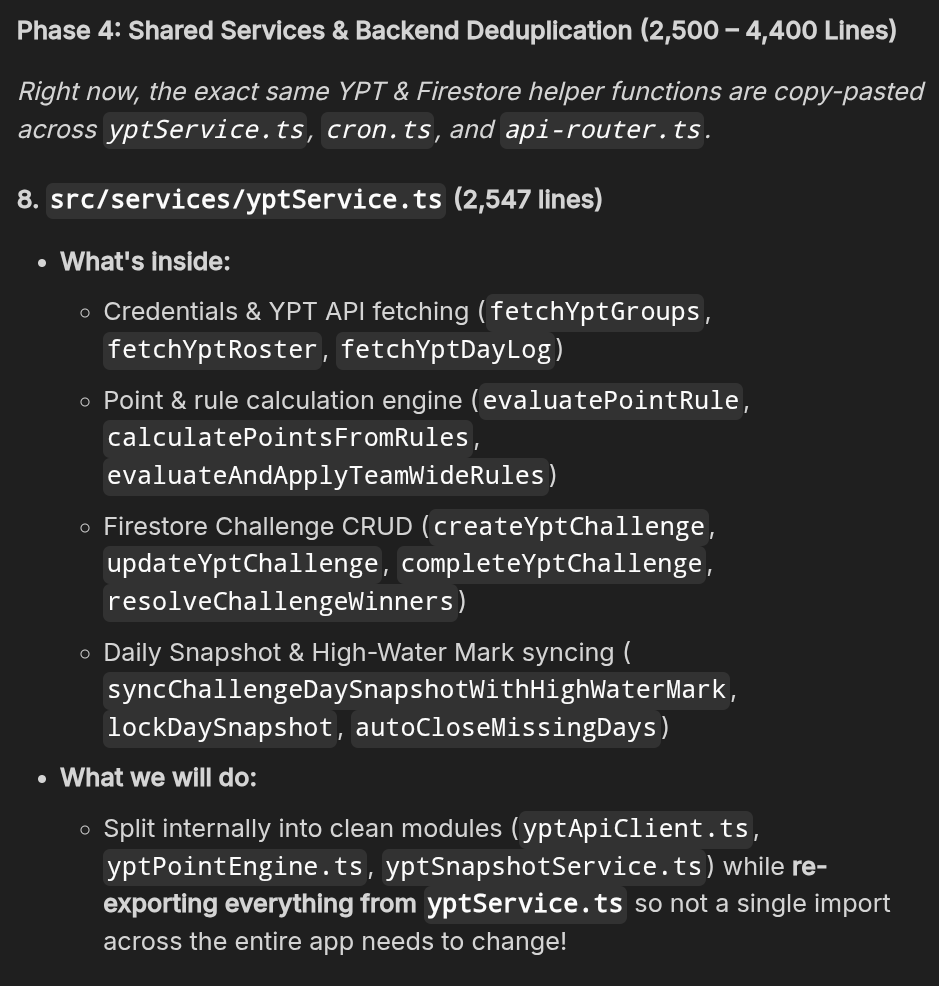 Phase 4: Shared Services & Backend Deduplication (2,500 – 4,400 Lines)
Right now, the exact same YPT & Firestore helper functions are copy-pasted
across yptService.ts, cron.ts, and api-router.ts.
8. src/services/yptService.ts (2,547 lines)
• What's inside:
◦ Credentials & YPT API fetching (fetchYptGroups,
fetchYptRoster, fetchYptDayLog)
◦ Point & rule calculation engine (evaluatePointRule,
calculatePointsFromRules,
evaluateAndApplyTeamWideRules)
◦ Firestore Challenge CRUD (createYptChallenge,
updateYptChallenge, completeYptChallenge,
resolveChallengeWinners)
◦ Daily Snapshot & High-Water Mark syncing (
syncChallengeDaySnapshotWithHighWaterMark,
lockDaySnapshot, autoCloseMissingDays)
• What we will do:
◦ Split internally into clean modules (yptApiClient.ts,
yptPointEngine.ts, yptSnapshotService.ts) while re-
exporting everything from yptService.ts so not a single import
across the entire app needs to change!